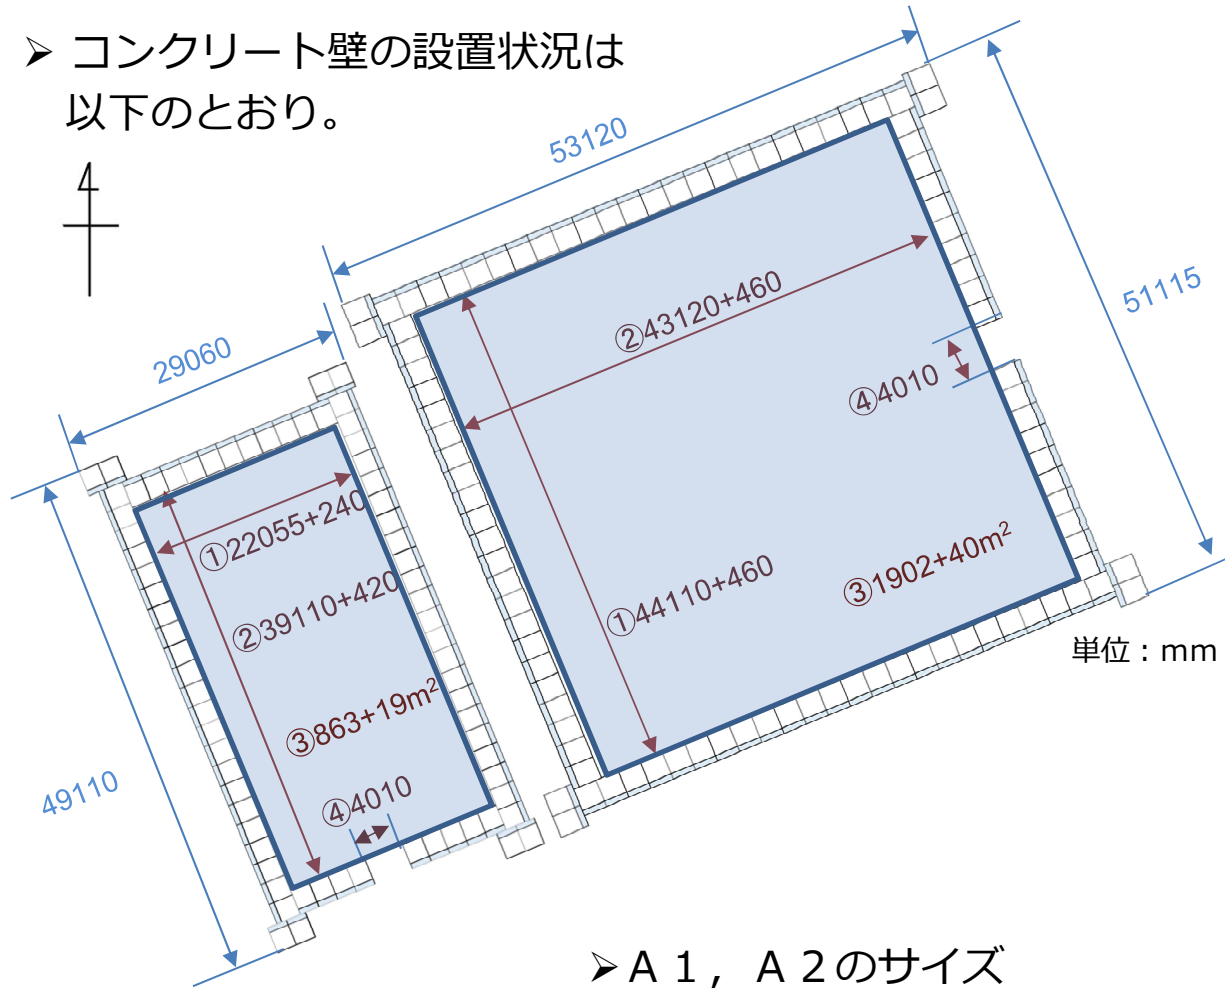 ➢ コンクリート壁の設置状況は
以下のとおり。
53120
51115
29060
49110
②43120+460
④4010
①44110+460
③1902+40m²
単位：mm
①22055+240
②39110+420
③863+19m²
④4010
➢ Ａ１，Ａ２のサイズ